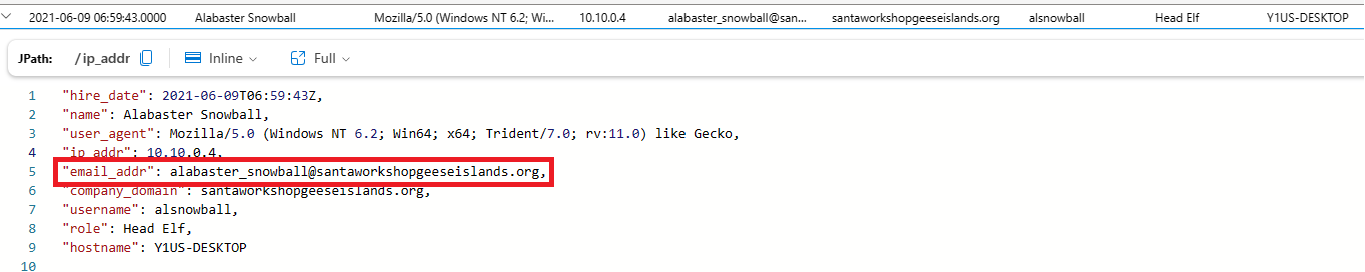 2021-06-09 06:59:43.0000 Alabaster Snowball Mozilla/5.0 (Windows NT 6.2; Wi... 10.10.0.4 alabaster_snowball@san... santaworkshopgeeseislands.org alsnowball Head Elf Y1US-DESKTOP
JPath: /ip_addr Inline Full
1 "hire_date": 2021-06-09T06:59:43Z,
2 "name": Alabaster Snowball,
3 "user_agent": Mozilla/5.0 (Windows NT 6.2; Win64; x64; Trident/7.0; rv:11.0) like Gecko,
4 "ip_addr": 10.10.0.4,
5 "email_addr": alabaster_snowball@santaworkshopgeeseislands.org,
6 "company_domain": santaworkshopgeeseislands.org,
7 "username": alsnowball,
8 "role": Head Elf,
9 "hostname": Y1US-DESKTOP
10